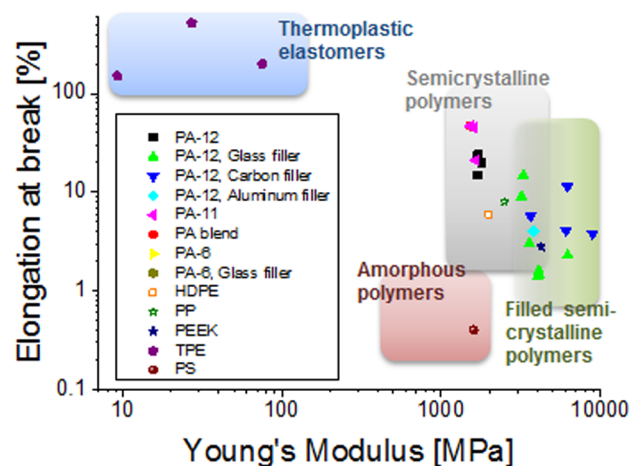 Thermoplastic
elastomers
Semicrystalline
polymers
Amorphous
polymers
Filled semi-
crystalline
polymers
PA-12
PA-12, Glass filler
PA-12, Carbon filler
PA-12, Aluminum filler
PA-11
PA blend
PA-6
PA-6, Glass filler
HDPE
PP
PEEK
TPE
PS
Elongation at break [%]
100
10
1
0.1
10
100
1000
10000
Young's Modulus [MPa]